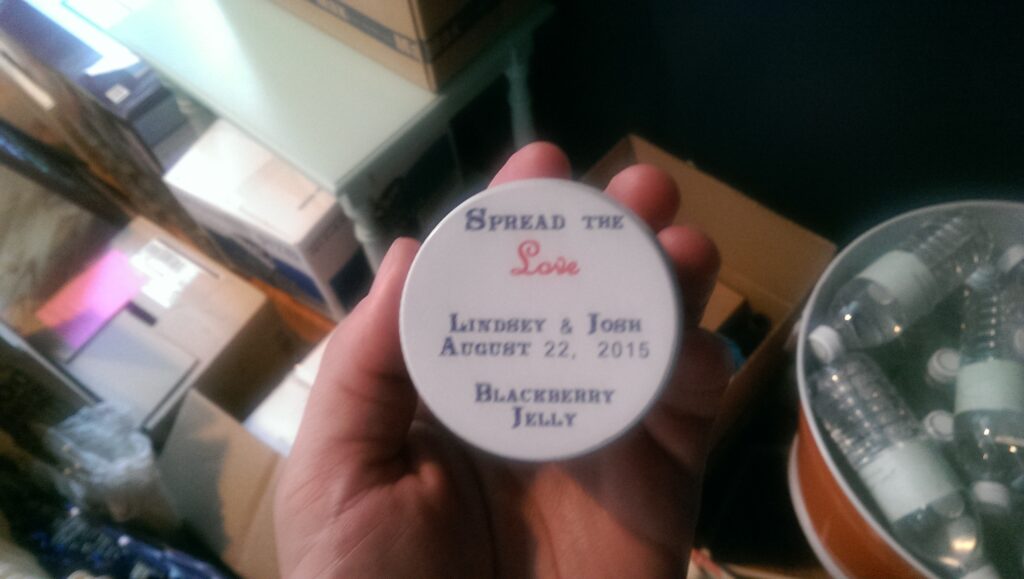 SPREAD THE
Love
LINDSEY & JOSH
AUGUST 22, 2015
BLACKBERRY
JELLY